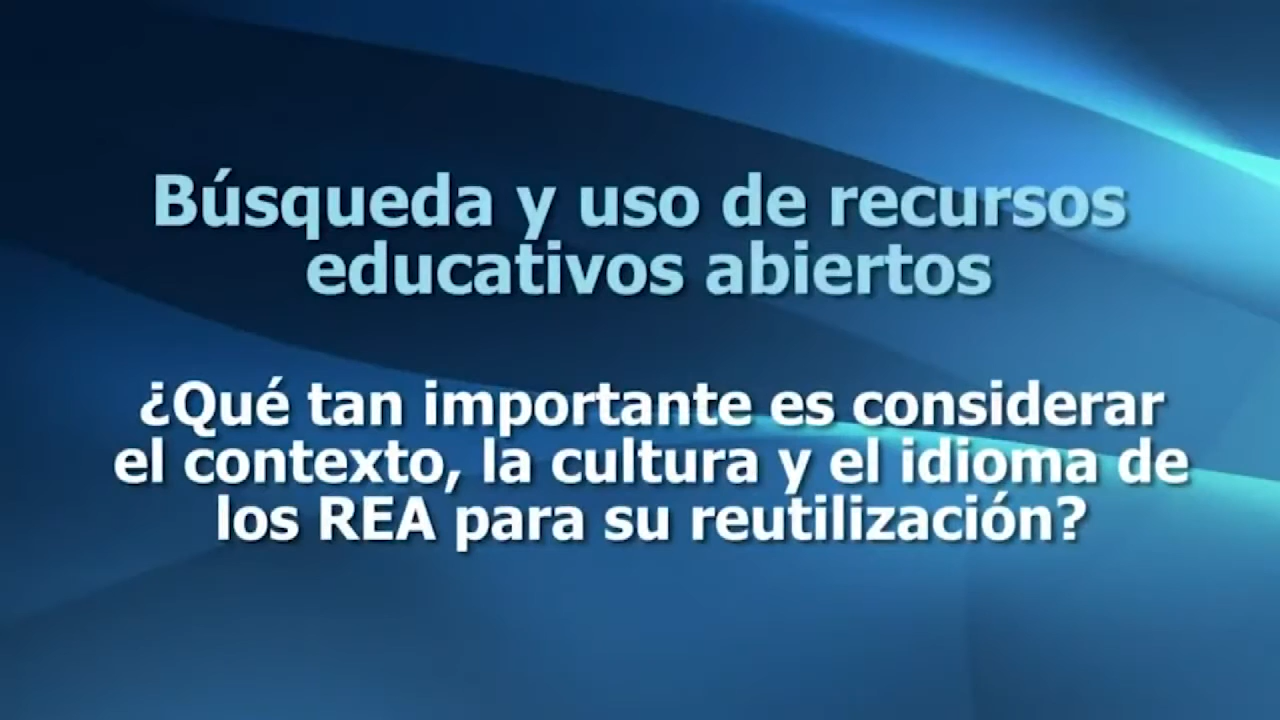 Búsqueda y uso de recursos
educativos abiertos
¿Qué tan importante es considerar
el contexto, la cultura y el idioma de
los REA para su reutilización?